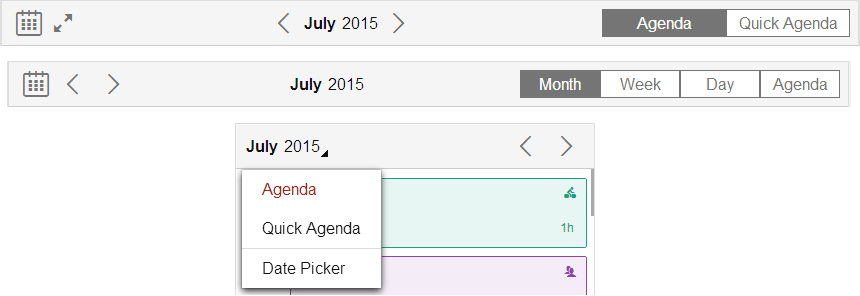 July 2015 Agenda Quick Agenda
July 2015 Month Week Day Agenda
July 2015
Agenda
1h
Quick Agenda
Date Picker